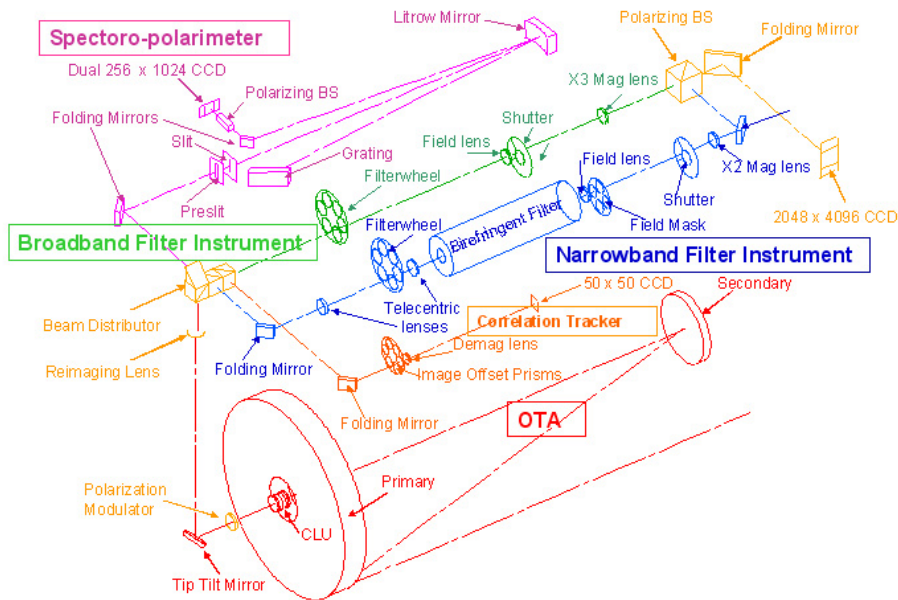 Spectoro-polarimeter
Dual 256 x 1024 CCD
Polarizing BS
Folding Mirrors
Slit
Preslit
Grating
Litrow Mirror
Polarizing BS
Folding Mirror
X3 Mag lens
Shutter
Field lens
Filterwheel
Broadband Filter Instrument
Filterwheel
Birefringent Filter
Field lens
X2 Mag lens
Shutter
Field Mask
2048 x 4096 CCD
Narrowband Filter Instrument
Telecentric
lenses
50 x 50 CCD
Correlation Tracker
Secondary
Beam Distributor
Reimaging Lens
Folding Mirror
Demag lens
Image Offset Prisms
Folding Mirror
OTA
Primary
Polarization
Modulator
CLU
Tip Tilt Mirror